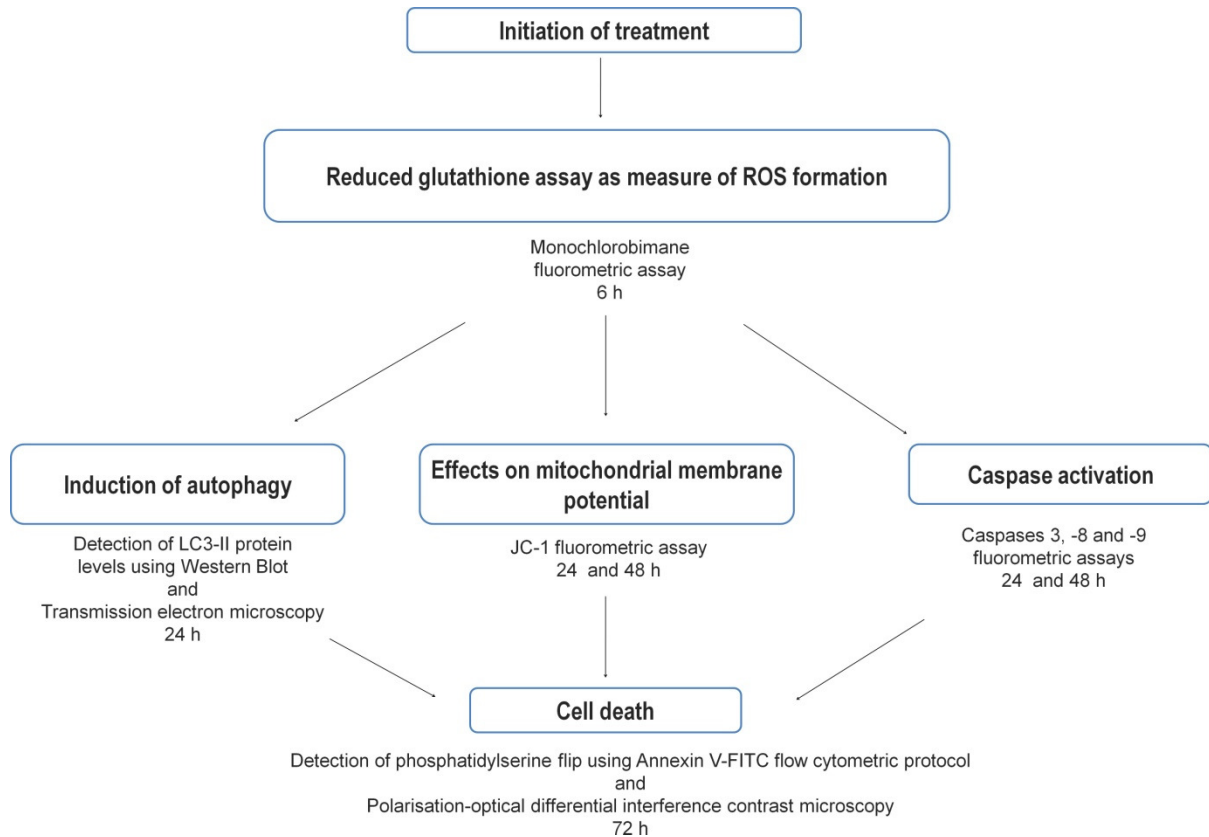 Initiation of treatment
Reduced glutathione assay as measure of ROS formation
Monochlorobimane
fluorometric assay
6 h
Induction of autophagy
Detection of LC3-II protein
levels using Western Blot
and
Transmission electron microscopy
24 h
Effects on mitochondrial membrane
potential
JC-1 fluorometric assay
24 and 48 h
Caspase activation
Caspases 3, -8 and -9
fluorometric assays
24 and 48 h
Cell death
Detection of phosphatidylserine flip using Annexin V-FITC flow cytometric protocol
and
Polarisation-optical differential interference contrast microscopy
72 h